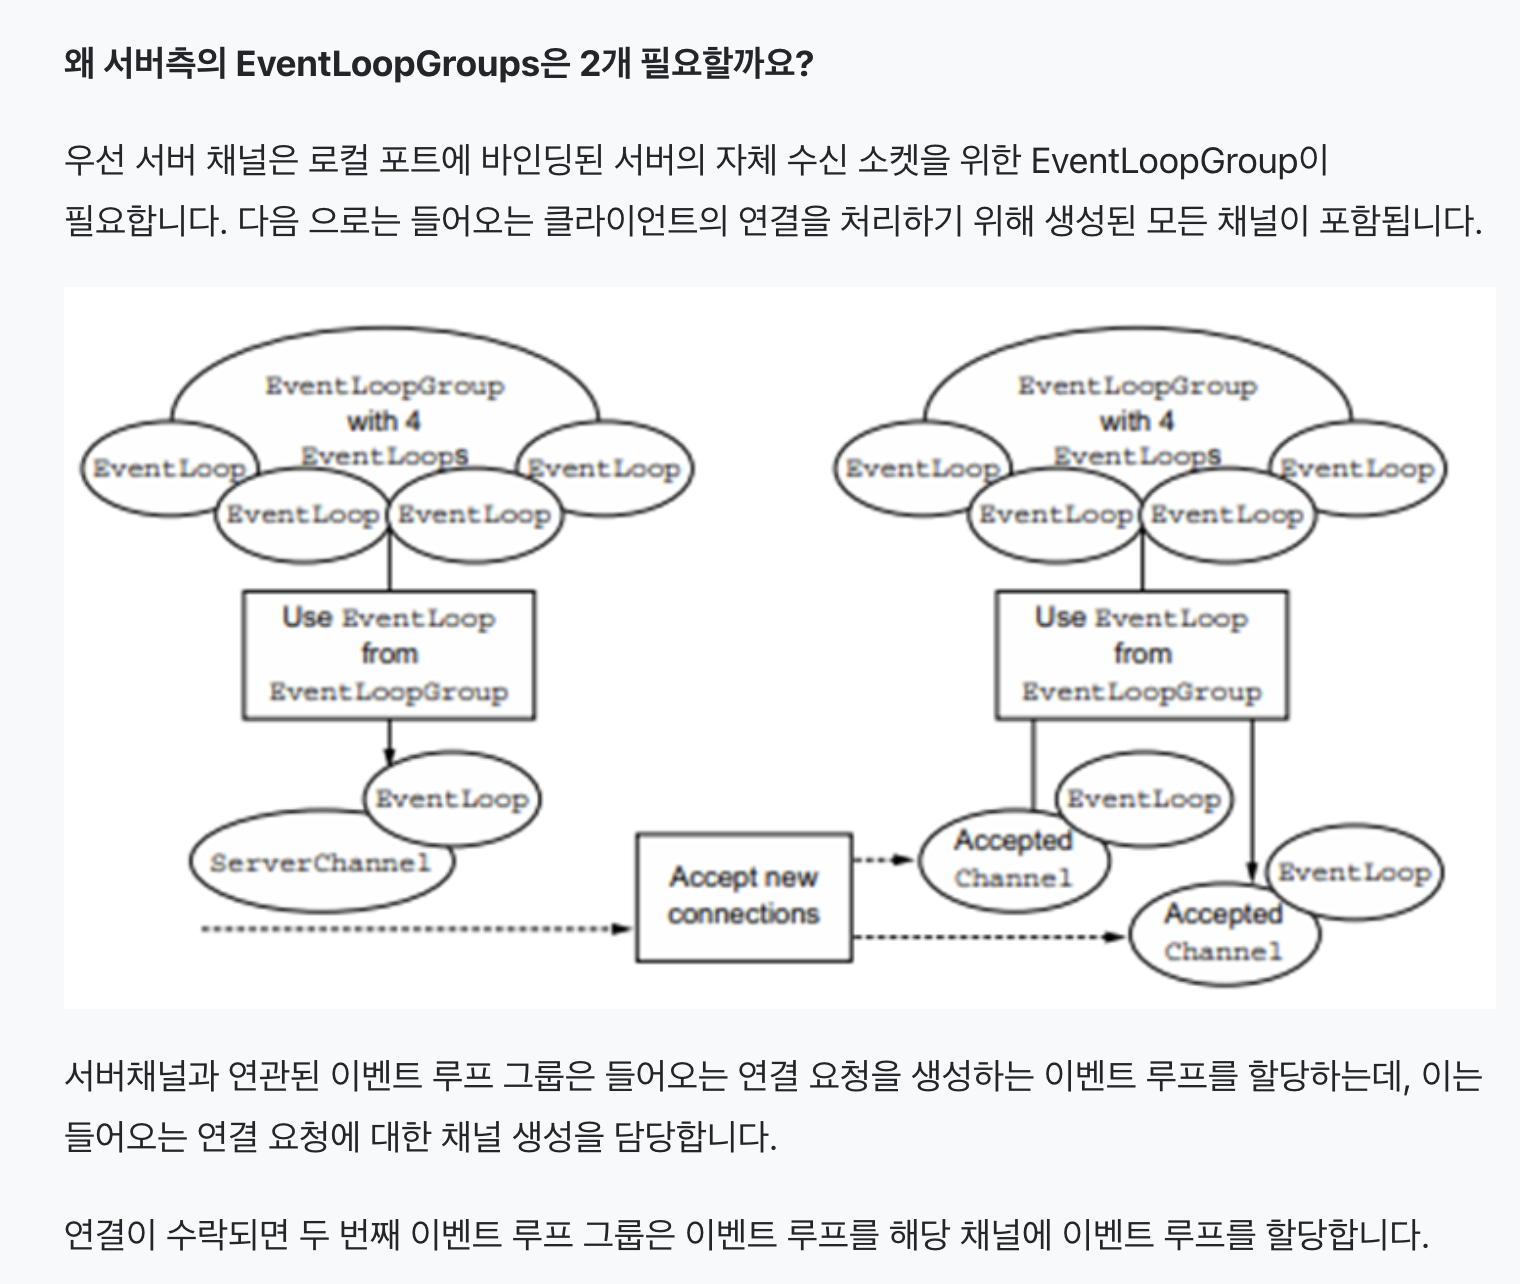 왜 서버측의 EventLoopGroups은 2개 필요할까요?
우선 서버 채널은 로컬 포트에 바인딩된 서버의 자체 수신 소켓을 위한 EventLoopGroup이
필요합니다. 다음 으로는 들어오는 클라이언트의 연결을 처리하기 위해 생성된 모든 채널이 포함됩니다.
EventLoopGroup
with 4
EventLoops
EventLoop
EventLoop
EventLoop
EventLoop
Use EventLoop
from
EventLoopGroup
EventLoop
ServerChannel
Accept new
connections
EventLoopGroup
with 4
EventLoops
EventLoop
EventLoop
EventLoop
EventLoop
Use EventLoop
from
EventLoopGroup
EventLoop
Accepted
Channel
EventLoop
Accepted
Channel
서버채널과 연관된 이벤트 루프 그룹은 들어오는 연결 요청을 생성하는 이벤트 루프를 할당하는데, 이는
들어오는 연결 요청에 대한 채널 생성을 담당합니다.
연결이 수락되면 두 번째 이벤트 루프 그룹은 이벤트 루프를 해당 채널에 이벤트 루프를 할당합니다.